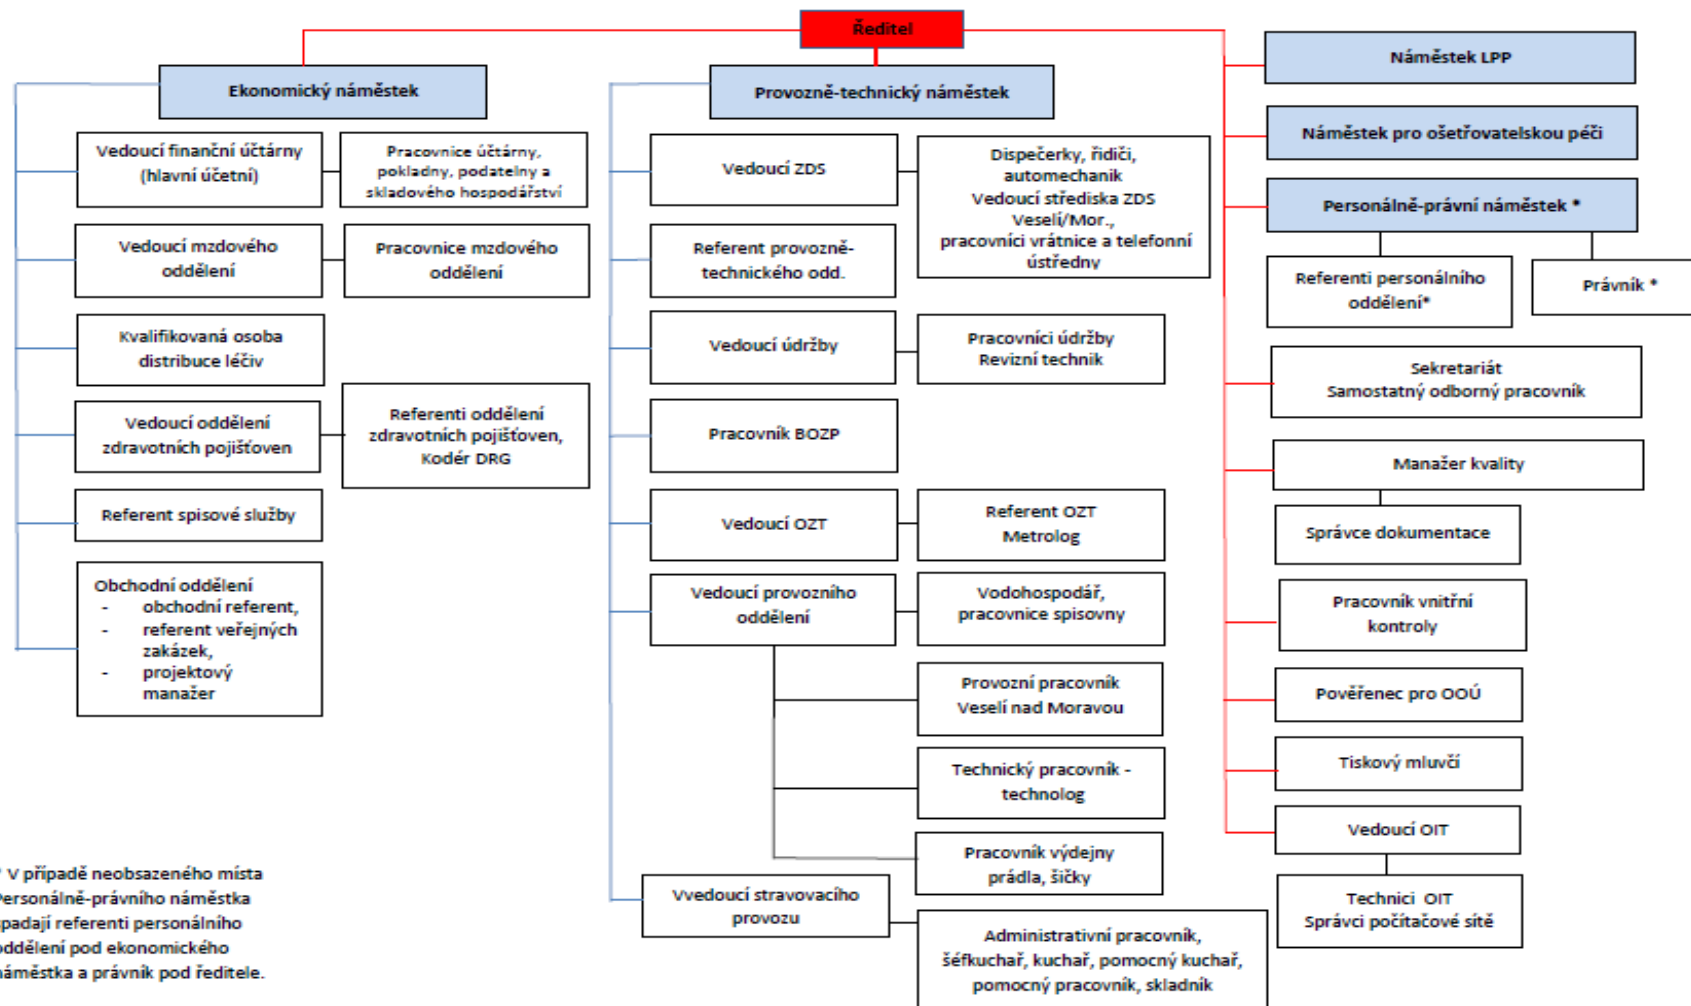 Ředitel
Ekonomický náměstek
Vedoucí finanční účtárny
(hlavní účetní)
Pracovnice účtárny,
pokladny, podatelny a
skladového hospodářství
Vedoucí mzdového
oddělení
Pracovnice mzdového
oddělení
Kvalifikovaná osoba
distribuce léčiv
Vedoucí oddělení
zdravotních pojišťoven
Referenti oddělení
zdravotních pojišťoven,
Kodér DRG
Referent spisové služby
Obchodní oddělení
- obchodní referent,
- referent veřejných
zakázek,
- projektový
manažer
Provozně-technický náměstek
Vedoucí ZDS
Dispečerky, řidiči,
automechanik
Vedoucí střediska ZDS
Veselí/Mor.,
pracovníci vrátnice a telefonní
ústředny
Referent provozně-
technického odd.
Vedoucí údržby
Pracovníci údržby
Revizní technik
Pracovník BOZP
Vedoucí OZT
Referent OZT
Metrolog
Vedoucí provozního
oddělení
Vodohospodář,
pracovnice spisovny
Provozní pracovník
Veselí nad Moravou
Technický pracovník -
technolog
Pracovník výdejny
prádla, šičky
Vvedoucí stravovacího
provozu
Administrativní pracovník,
šéfkuchař, kuchař, pomocný kuchař,
pomocný pracovník, skladník
Náměstek LPP
Náměstek pro ošetřovatelskou péči
Personálně-právní náměstek *
Referenti personálního
oddělení*
Právník *
Sekretariát
Samostatný odborný pracovník
Manažer kvality
Správce dokumentace
Pracovník vnitřní
kontroly
Pověřenec pro OOÚ
Tiskový mluvčí
Vedoucí OIT
Technici OIT
Správci počítačové sítě
* V případě neobsazeného místa
Personálně-právního náměstka
spadají referenti personálního
oddělení pod ekonomického
náměstka a právník pod ředitele.